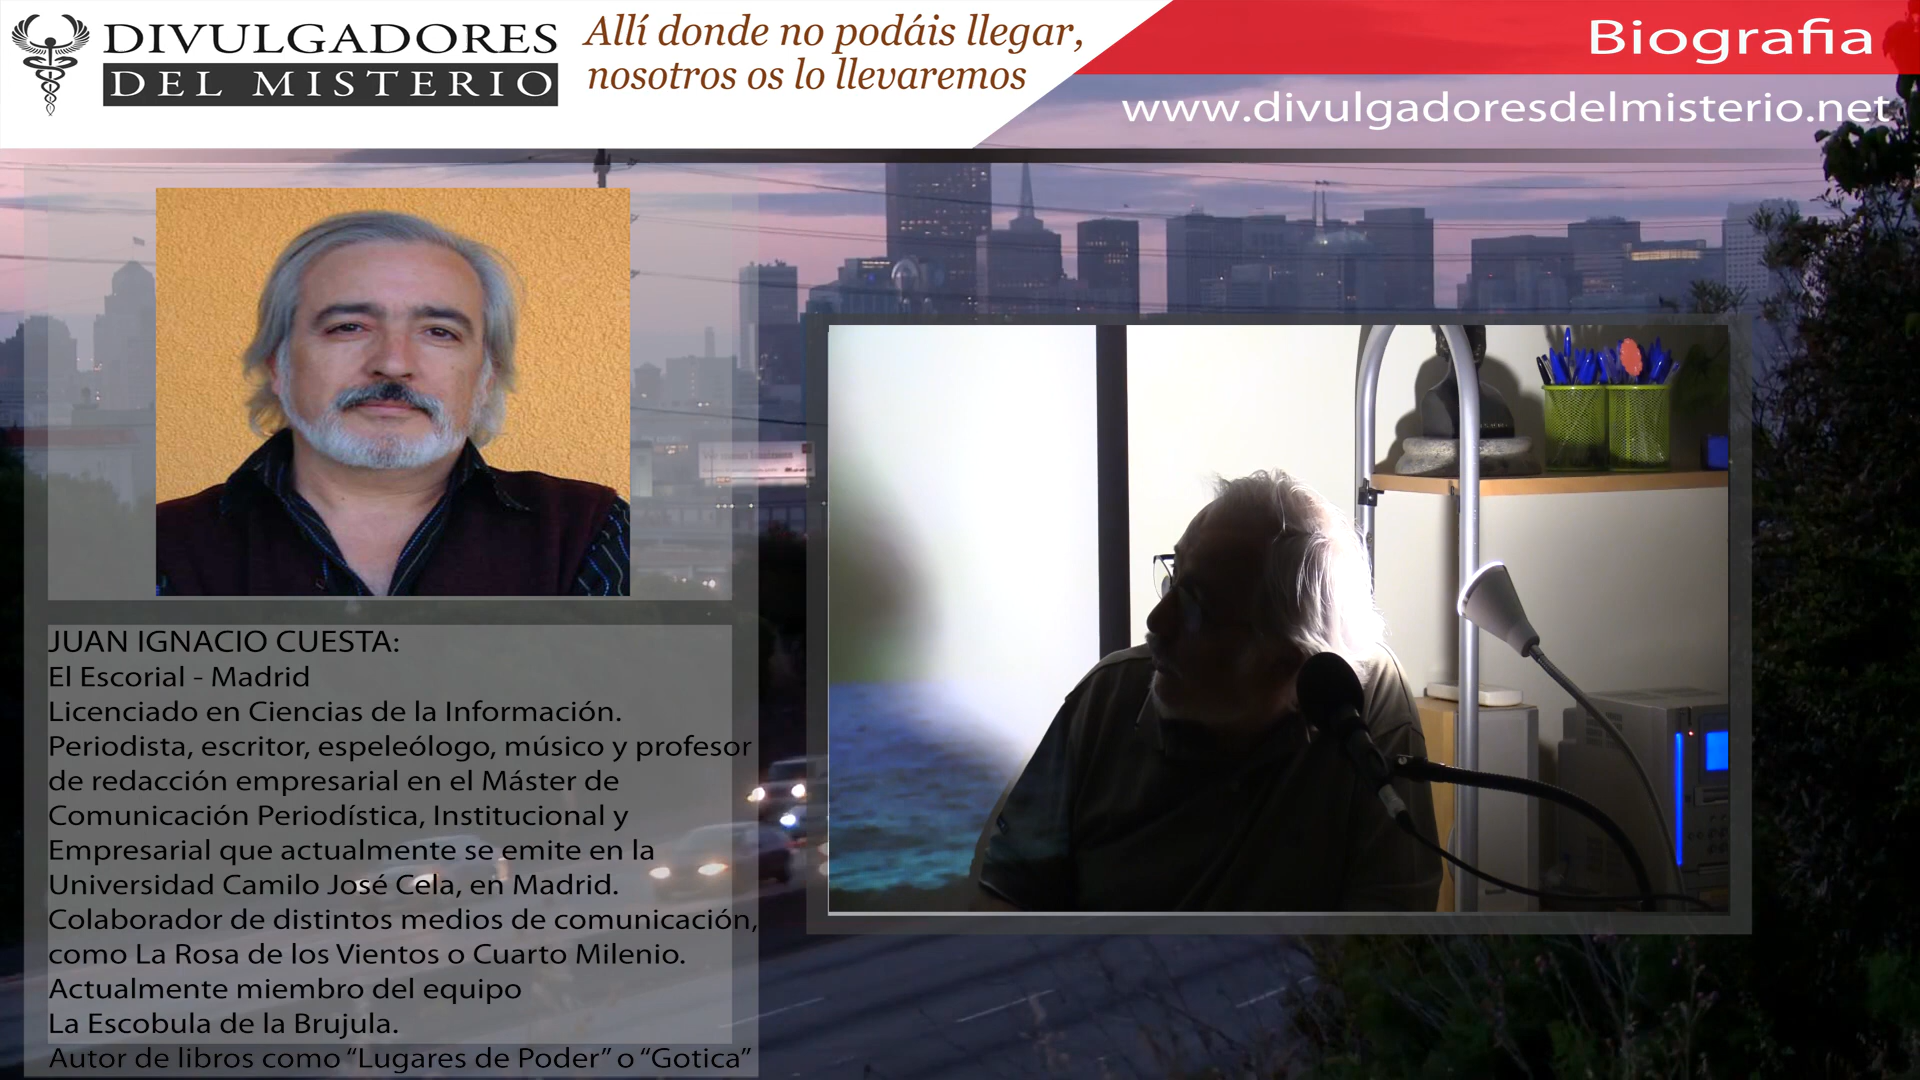 DIVULGADORES
DEL MISTERIO
Allí donde no podáis llegar,
nosotros os lo llevaremos
Biografia
www.divulgadoresdelmisterio.net
JUAN IGNACIO CUESTA:
El Escorial - Madrid
Licenciado en Ciencias de la Información.
Periodista, escritor, espeleólogo, músico y profesor
de redacción empresarial en el Máster de
Comunicación Periodística, Institucional y
Empresarial que actualmente se emite en la
Universidad Camilo José Cela, en Madrid.
Colaborador de distintos medios de comunicación,
como La Rosa de los Vientos o Cuarto Milenio.
Actualmente miembro del equipo
La Escobula de la Brujula.
Autor de libros como “Lugares de Poder” o “Gotica”